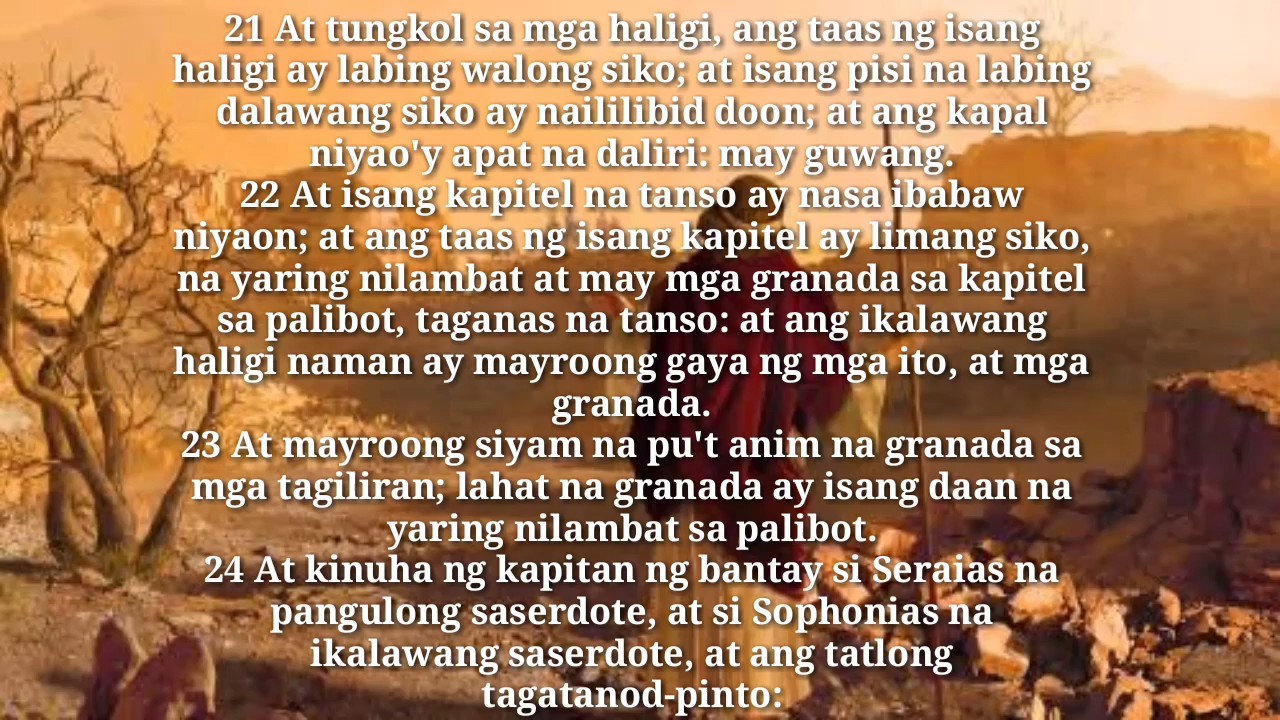 21 At tungkol sa mga haligi, ang taas ng isang
haligi ay labing walong siko; at isang pisi na labing
dalawang siko ay naililibid doon; at ang kapal
niyao'y apat na daliri: may guwang.
22 At isang kapitel na tanso ay nasa ibabaw
niyaon; at ang taas ng isang kapitel ay limang siko,
na yaring nilambat at may mga granada sa kapitel
sa palibot, taganas na tanso: at ang ikalawang
haligi naman ay mayroong gaya ng mga ito, at mga
granada.
23 At mayroong siyam na pu't anim na granada sa
mga tagiliran; lahat na granada ay isang daan na
yaring nilambat sa palibot.
24 At kinuha ng kapitan ng bantay si Seraias na
pangulong saserdote, at si Sophonias na
ikalawang saserdote, at ang tatlong
tagatanod-pinto: